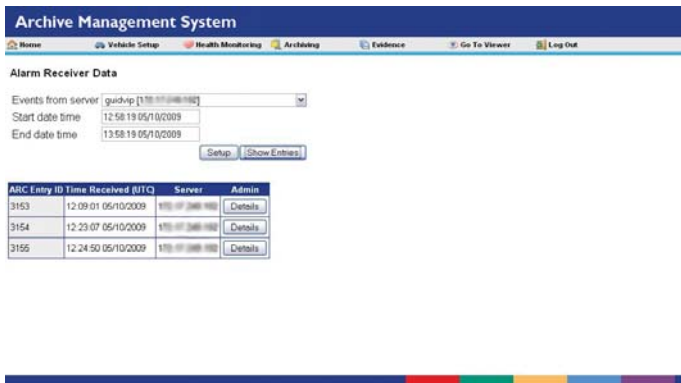 Archive Management System
Home Vehicle Setup Health Monitoring Archiving Evidence Go To Viewer Log Out
Alarm Receiver Data
Events from server guidvip
Start date time 12:58:19 05/10/2009
End date time 13:58:19 05/10/2009
Setup Show Entries
ARC Entry ID Time Received (UTC) Server Admin
3153 12:09:01 05/10/2009 Details
3154 12:23:07 05/10/2009 Details
3155 12:24:50 05/10/2009 Details